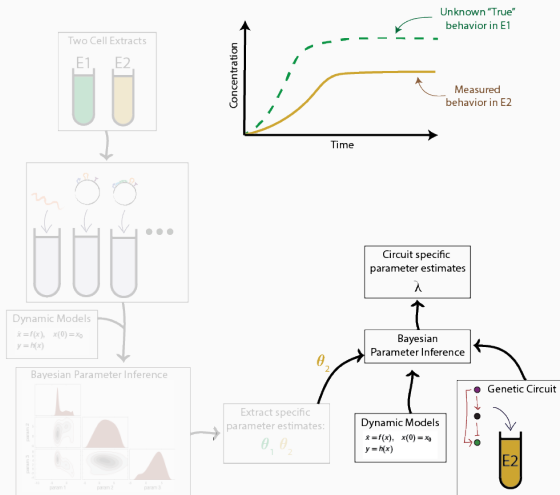 Two Cell Extracts
E1 E2
Unknown "True"
behavior in E1
Concentration
Measured
behavior in E2
Time
Dynamic Models
ẋ = f(x), x(0) = x₀
y = h(x)
Bayesian Parameter Inference
Extract specific
parameter estimates:
θ₁ θ₂
θ₂
Circuit specific
parameter estimates
λ
Bayesian
Parameter Inference
Dynamic Models
ẋ = f(x), x(0) = x₀
y = h(x)
Genetic Circuit
E2